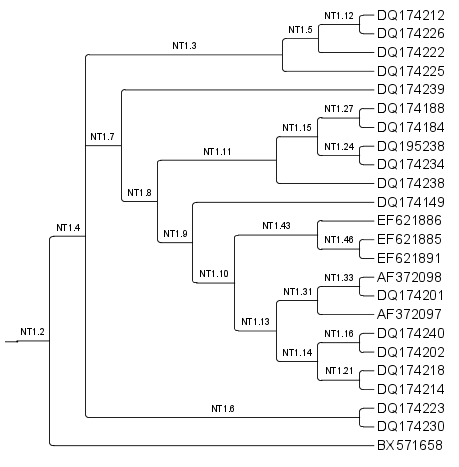 NT1.12 DQ174212
NT1.5 DQ174226
NT1.3 DQ174222
DQ174225
DQ174239
NT1.27 DQ174188
NT1.7 NT1.15 DQ174184
NT1.11 NT1.24 DQ195238
DQ174234
DQ174238
NT1.8 DQ174149
NT1.43 EF621886
NT1.4 NT1.9 NT1.46 EF621885
EF621891
NT1.10 NT1.33 AF372098
NT1.31 DQ174201
AF372097
NT1.2 NT1.13 NT1.16 DQ174240
DQ174202
NT1.14 NT1.21 DQ174218
DQ174214
NT1.6 DQ174223
DQ174230
BX571658